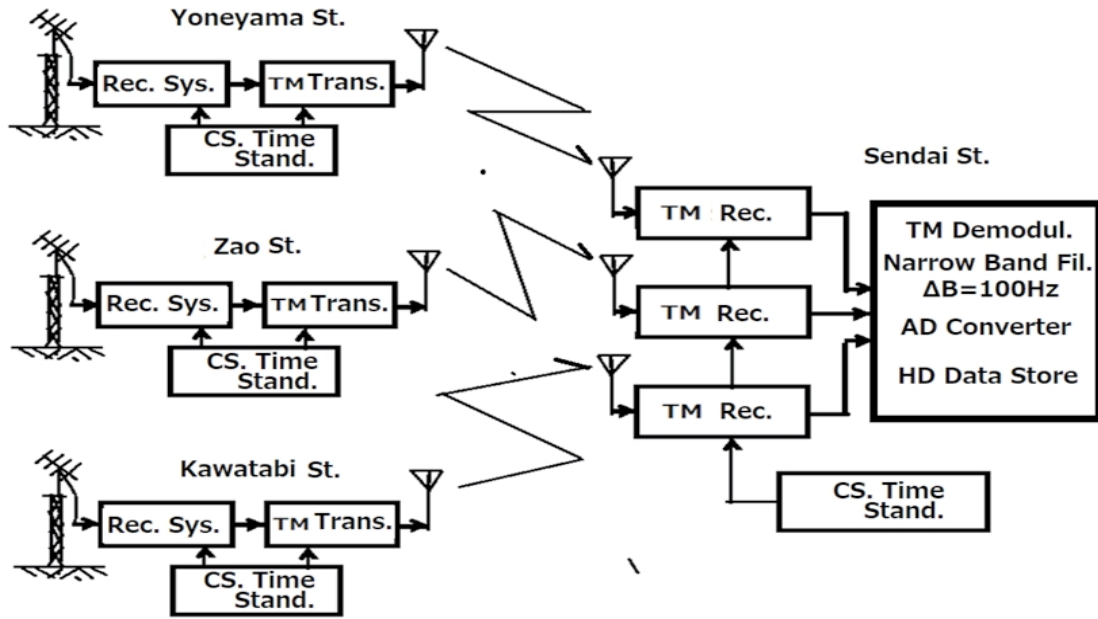 Yoneyama St.
Rec. Sys.
TM Trans.
CS. Time
Stand.
Zao St.
Rec. Sys.
TM Trans.
CS. Time
Stand.
Kawatabi St.
Rec. Sys.
TM Trans.
CS. Time
Stand.
Sendai St.
TM Rec.
TM Rec.
TM Rec.
CS. Time
Stand.
TM Demodul.
Narrow Band Fil.
ΔB=100Hz
AD Converter
HD Data Store